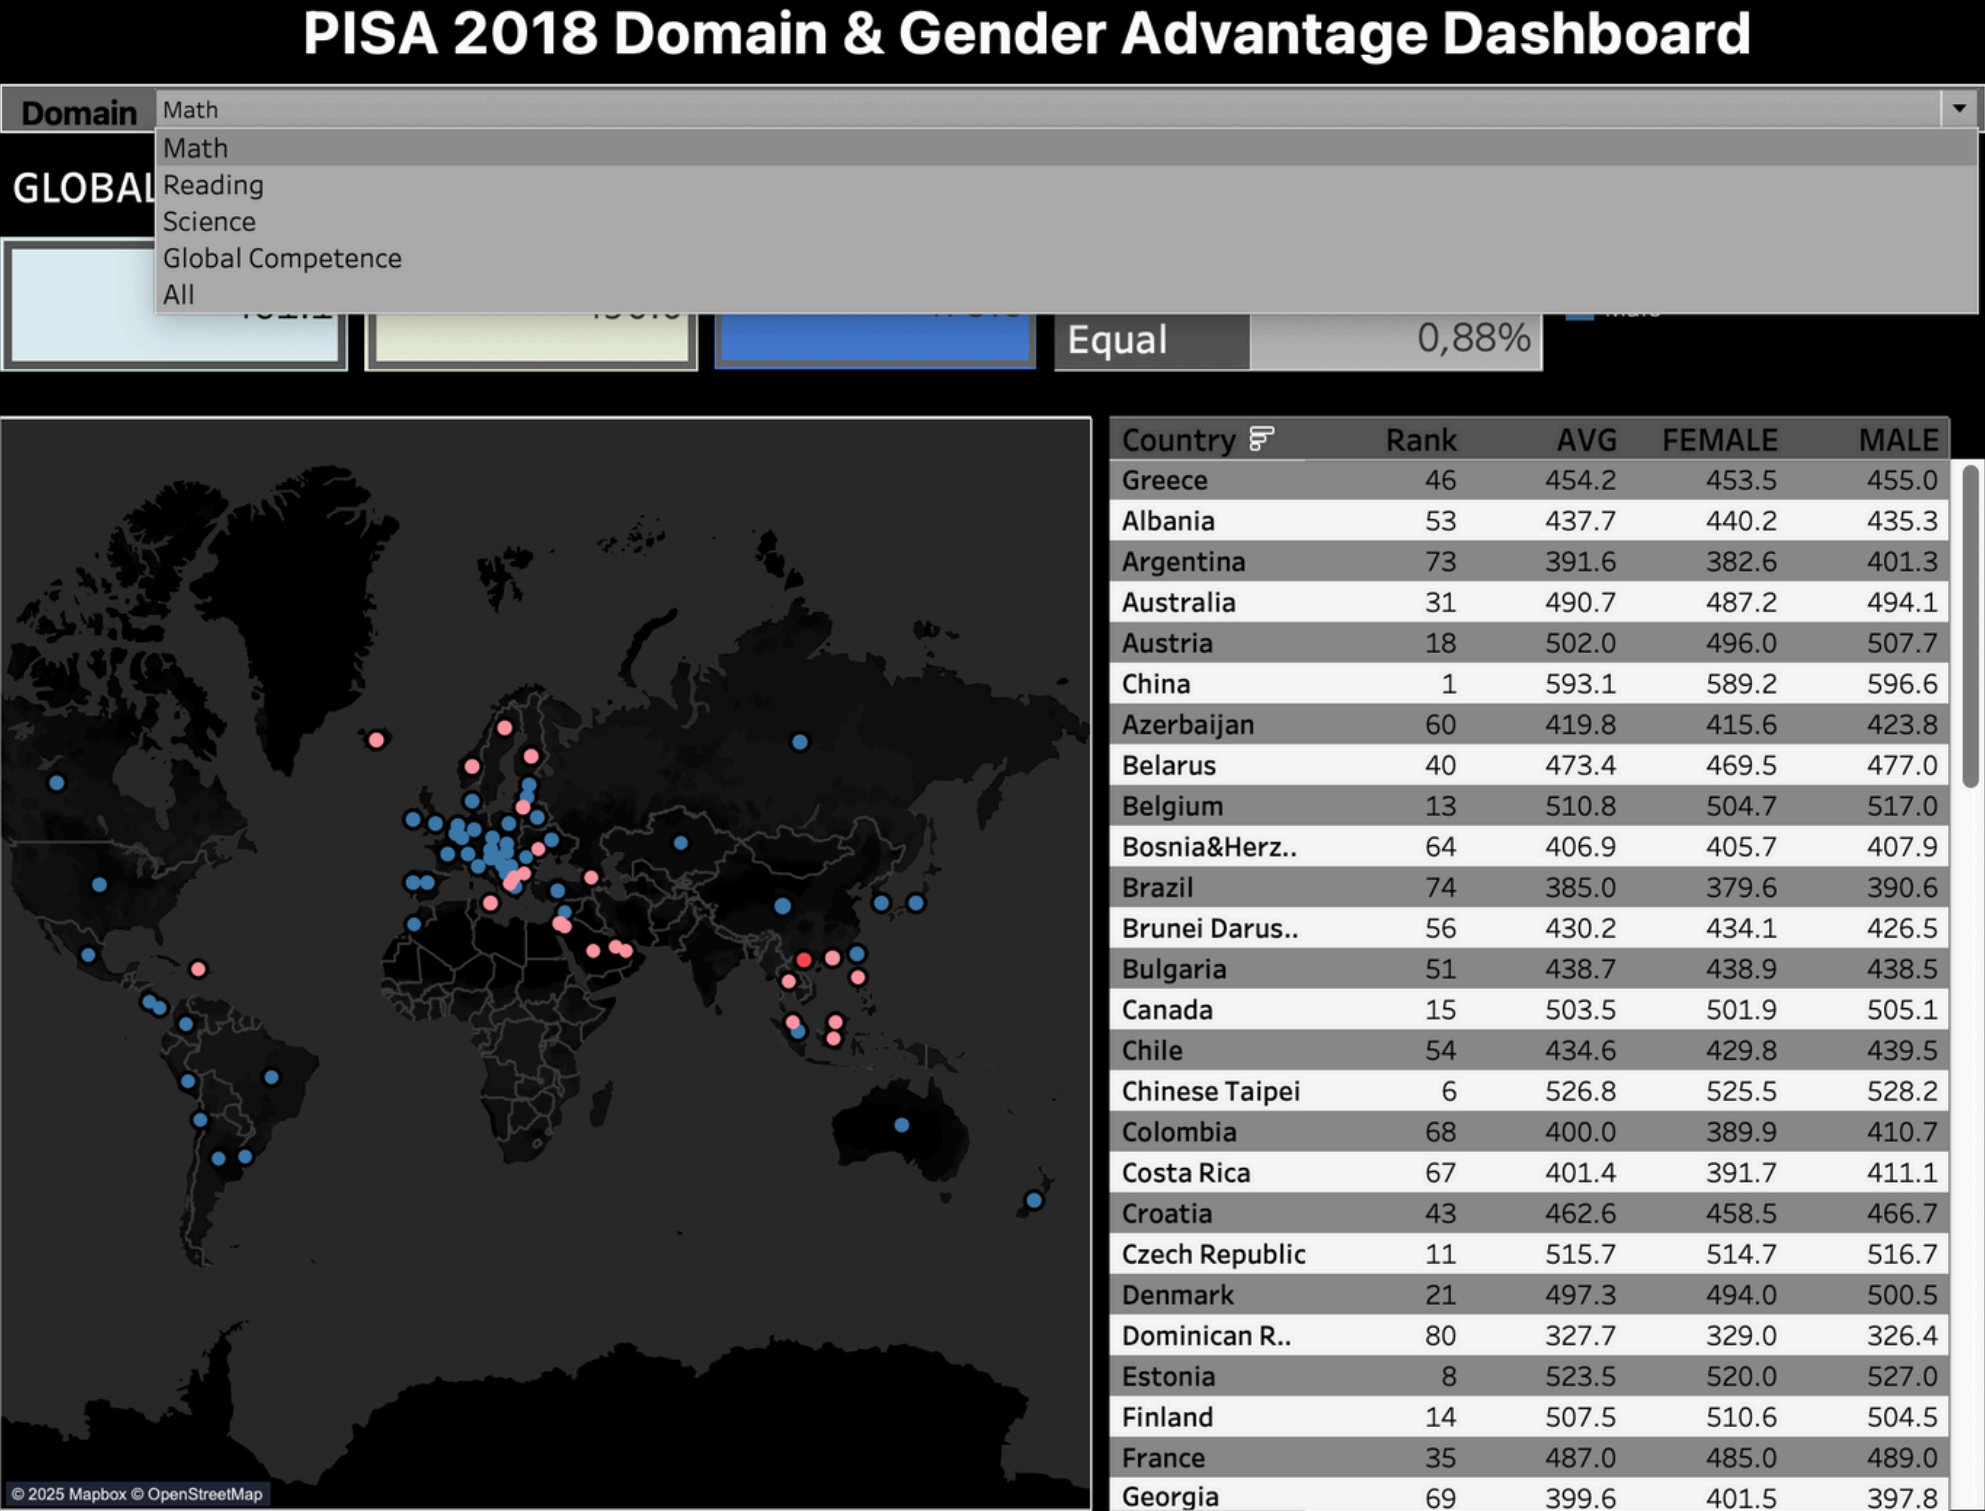 PISA 2018 Domain & Gender Advantage Dashboard
Domain Math
Math
Reading
Science
Global Competence
All
GLOBAL
Equal 0,88%
Country Rank AVG FEMALE MALE
Greece 46 454.2 453.5 455.0
Albania 53 437.7 440.2 435.3
Argentina 73 391.6 382.6 401.3
Australia 31 490.7 487.2 494.1
Austria 18 502.0 496.0 507.7
China 1 593.1 589.2 596.6
Azerbaijan 60 419.8 415.6 423.8
Belarus 40 473.4 469.5 477.0
Belgium 13 510.8 504.7 517.0
Bosnia&Herz.. 64 406.9 405.7 407.9
Brazil 74 385.0 379.6 390.6
Brunei Darus.. 56 430.2 434.1 426.5
Bulgaria 51 438.7 438.9 438.5
Canada 15 503.5 501.9 505.1
Chile 54 434.6 429.8 439.5
Chinese Taipei 6 526.8 525.5 528.2
Colombia 68 400.0 389.9 410.7
Costa Rica 67 401.4 391.7 411.1
Croatia 43 462.6 458.5 466.7
Czech Republic 11 515.7 514.7 516.7
Denmark 21 497.3 494.0 500.5
Dominican R.. 80 327.7 329.0 326.4
Estonia 8 523.5 520.0 527.0
Finland 14 507.5 510.6 504.5
France 35 487.0 485.0 489.0
Georgia 69 399.6 401.5 397.8
© 2025 Mapbox © OpenStreetMap